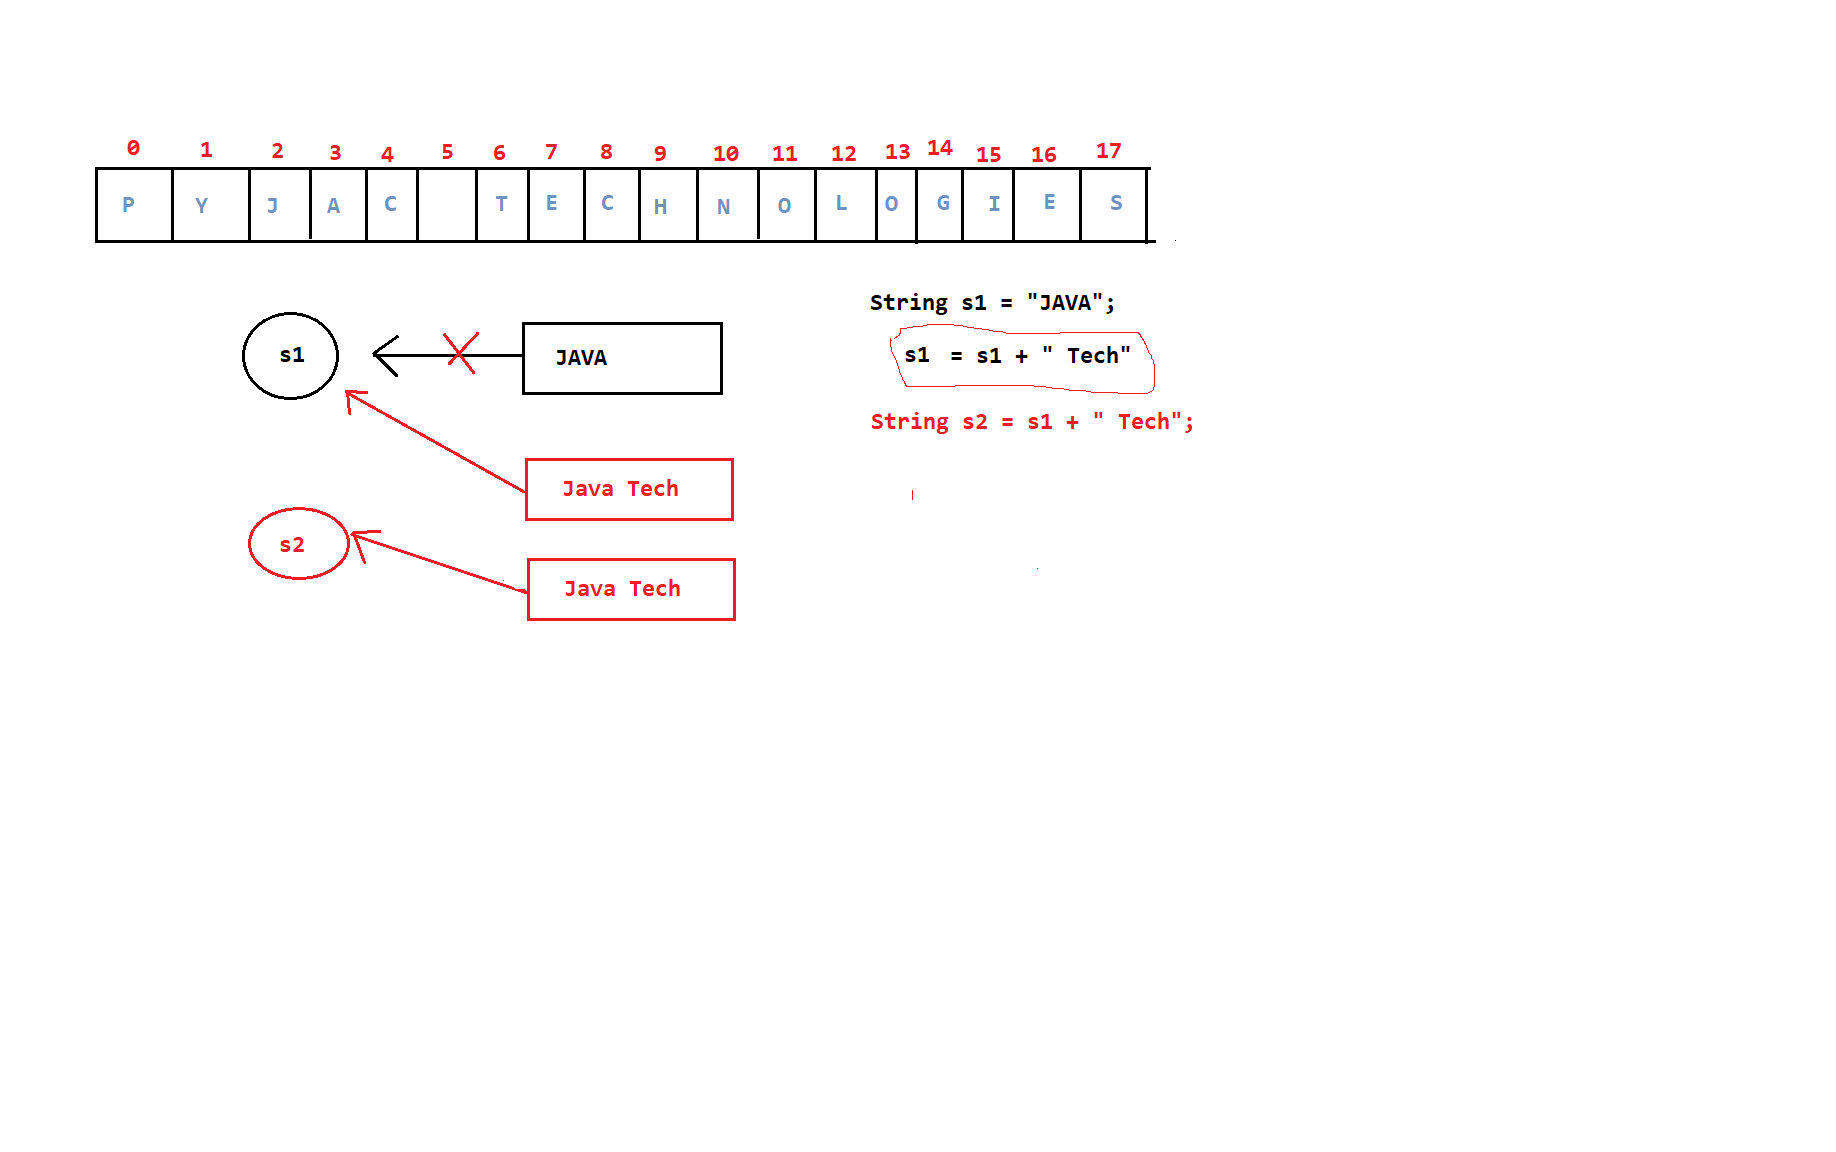 0 1 2 3 4 5 6 7 8 9 10 11 12 13 14 15 16 17
P Y J A C T E C H N O L O G I E S
String s1 = "JAVA";
s1 JAVA s1 = s1 + " Tech"
String s2 = s1 + " Tech";
Java Tech
s2
Java Tech